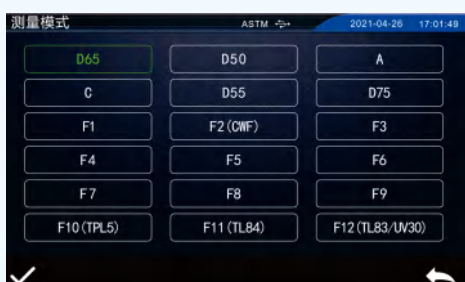 测量模式 ASTM 2021-04-26 17:01:49
D65 D50 A
C D55 D75
F1 F2(CWF) F3
F4 F5 F6
F7 F8 F9
F10(TPL5) F11(TL84) F12(TL83/UV30)